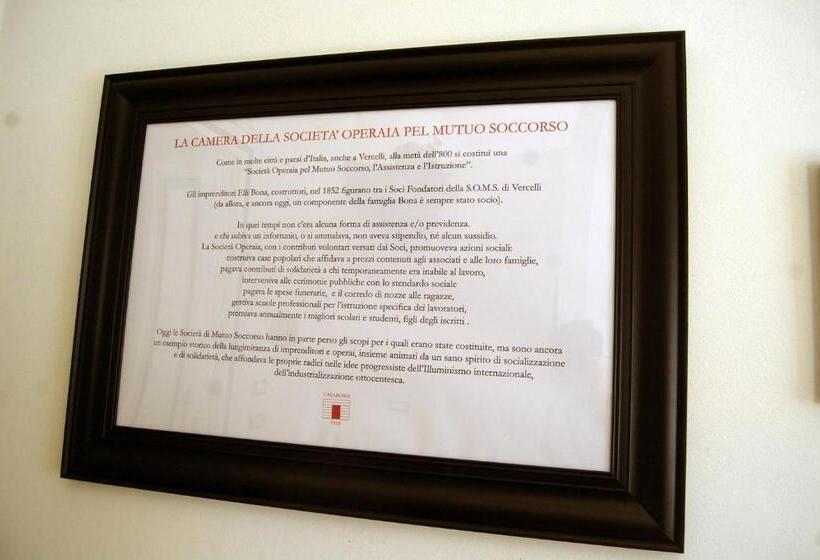 LA CAMERA DELLA SOCIETA' OPERAIA PEL MUTUO SOCCORSO
Come in molte città e paesi d'Italia, anche a Vercelli, alla metà dell'800 si costituì una
"Società Operaia pel Mutuo Soccorso, l'Assistenza e l'Istruzione".
Gli imprenditori F.lli Bona, costruttori, nel 1852 figurano tra i Soci Fondatori della S.O.M.S. di Vercelli
(da allora, e ancora oggi, un componente della famiglia Bona è sempre stato socio).
In quei tempi non c'era alcuna forma di assistenza e/o previdenza.
e chi subiva un infortunio, o si ammalava, non aveva stipendio, né alcun sussidio.
La Società Operaia, con i contributi volontari versati dai Soci, promuoveva azioni sociali:
costruiva case popolari che affidava a prezzi contenuti agli associati e alle loro famiglie,
pagava contributi di solidarietà a chi temporaneamente era inabile al lavoro,
interveniva alle cerimonie pubbliche con lo stendardo sociale
pagava le spese funerarie, e il corredo di nozze alle ragazze,
gestiva scuole professionali per l'istruzione specifica dei lavoratori,
premiava annualmente i migliori scolari e studenti, figli degli iscritti .
Oggi le Società di Mutuo Soccorso hanno in parte perso gli scopi per i quali erano state costituite, ma sono ancora
un esempio storico della lungimiranza di imprenditori e operai, insieme animati da un sano spirito di socializzazione
e di solidarietà, che affondava le proprie radici nelle idee progressiste dell'Illuminismo internazionale,
dell'industrializzazione ottocentesca.
CASABONA